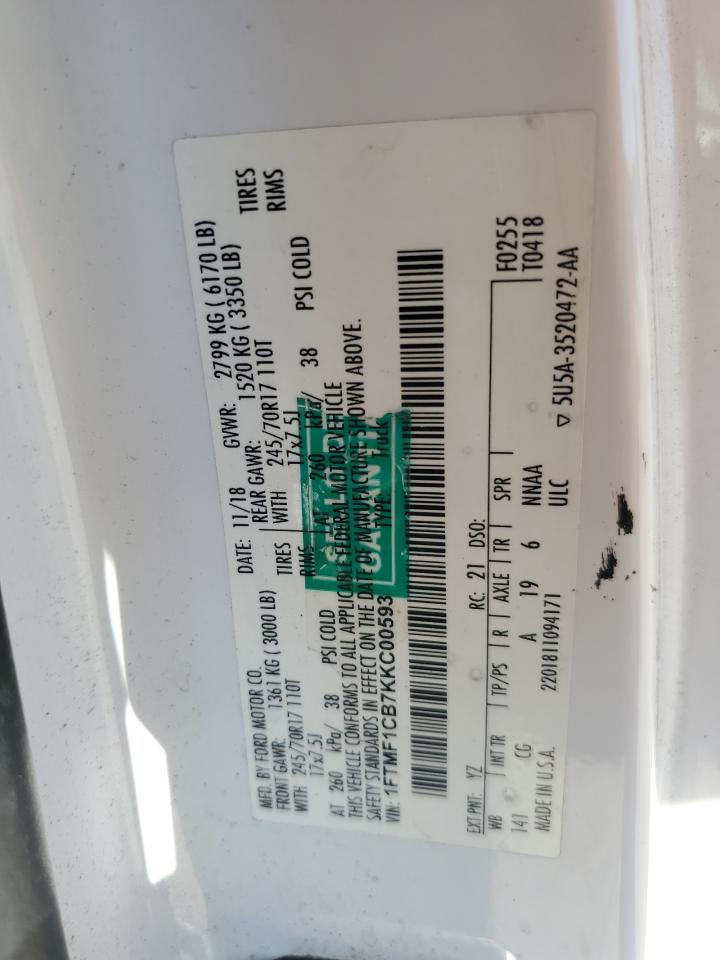 MFD. BY FORD MOTOR CO.
DATE: 11/18 GVWR: 2799 KG ( 6170 LB)
FRONT GAWR: 1361 KG ( 3000 LB) REAR GAWR: 1520 KG ( 3350 LB)
WITH 245/70R17 110T TIRES WITH 245/70R17 110T TIRES
17x7.5J RIMS 17x7.5J RIMS
AT 260 kPa/ 38 PSI COLD AT 260 kPa/ 38 PSI COLD
THIS VEHICLE CONFORMS TO ALL APPLICABLE FEDERAL MOTOR VEHICLE
SAFETY STANDARDS IN EFFECT ON THE DATE OF MANUFACTURE SHOWN ABOVE.
VIN: 1FTMF1CB7KKC00593 TYPE: Truck
EXT PNT: YZ RC: 21 DSO: F0255
WB INT TR TP/PS R AXLE TR SPR T0418
141 CG A 19 6 NNAA
MADE IN U.S.A. 2201811094171 ULC ▽ 5U5A-3520472-AA